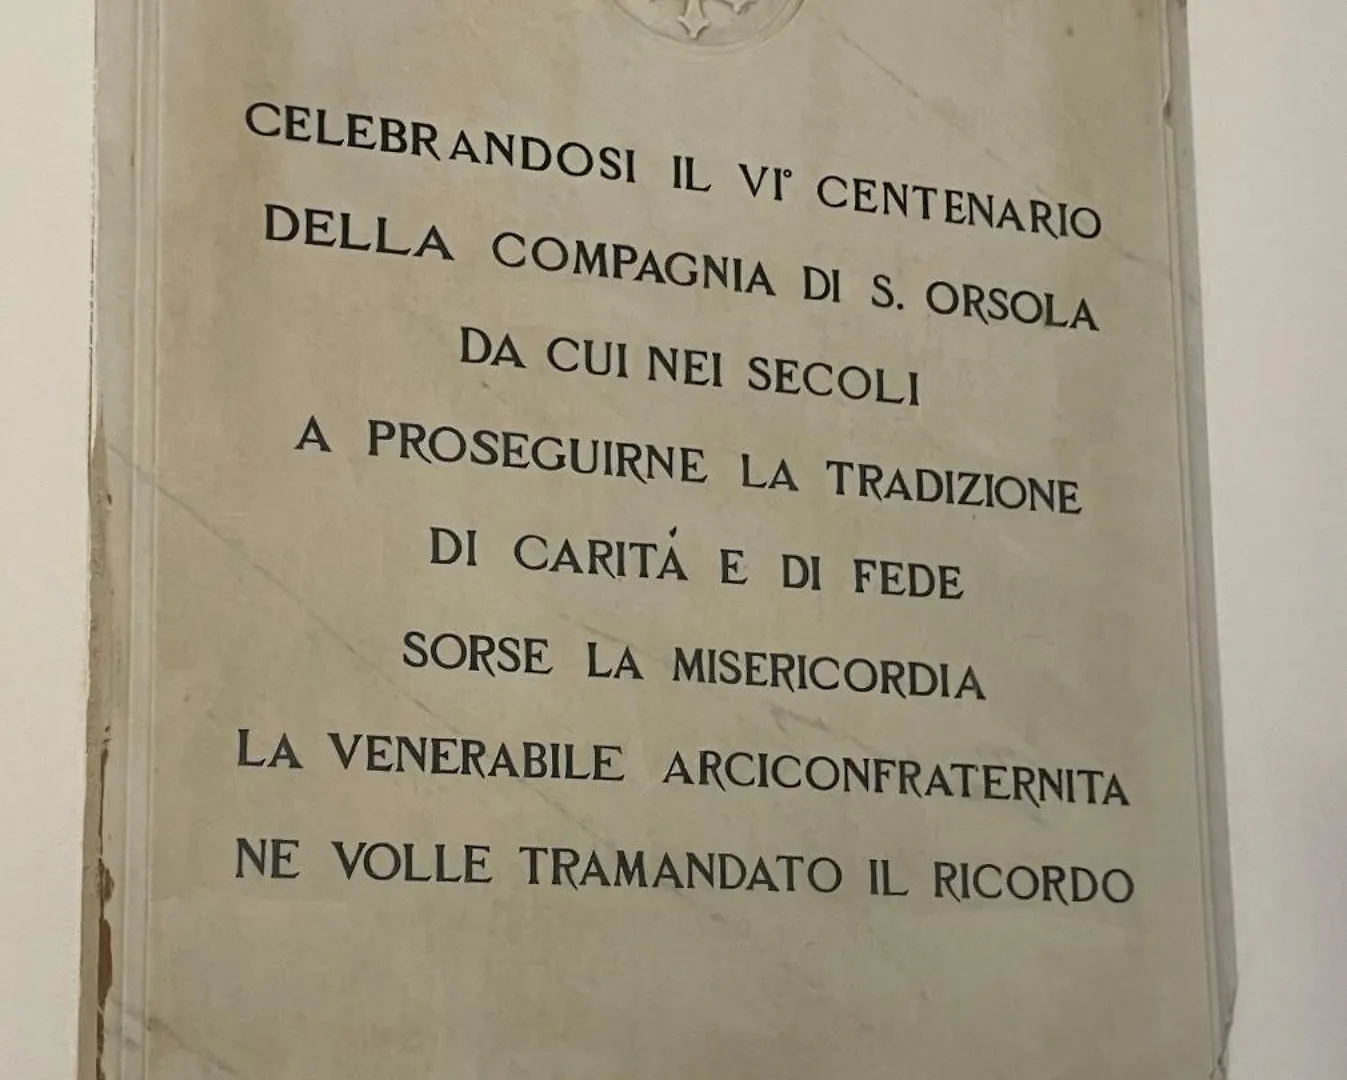 CELEBRANDOSI IL VI° CENTENARIO
DELLA COMPAGNIA DI S. ORSOLA
DA CUI NEI SECOLI
A PROSEGUIRNE LA TRADIZIONE
DI CARITÁ E DI FEDE
SORSE LA MISERICORDIA
LA VENERABILE ARCICONFRATERNITA
NE VOLLE TRAMANDATO IL RICORDO